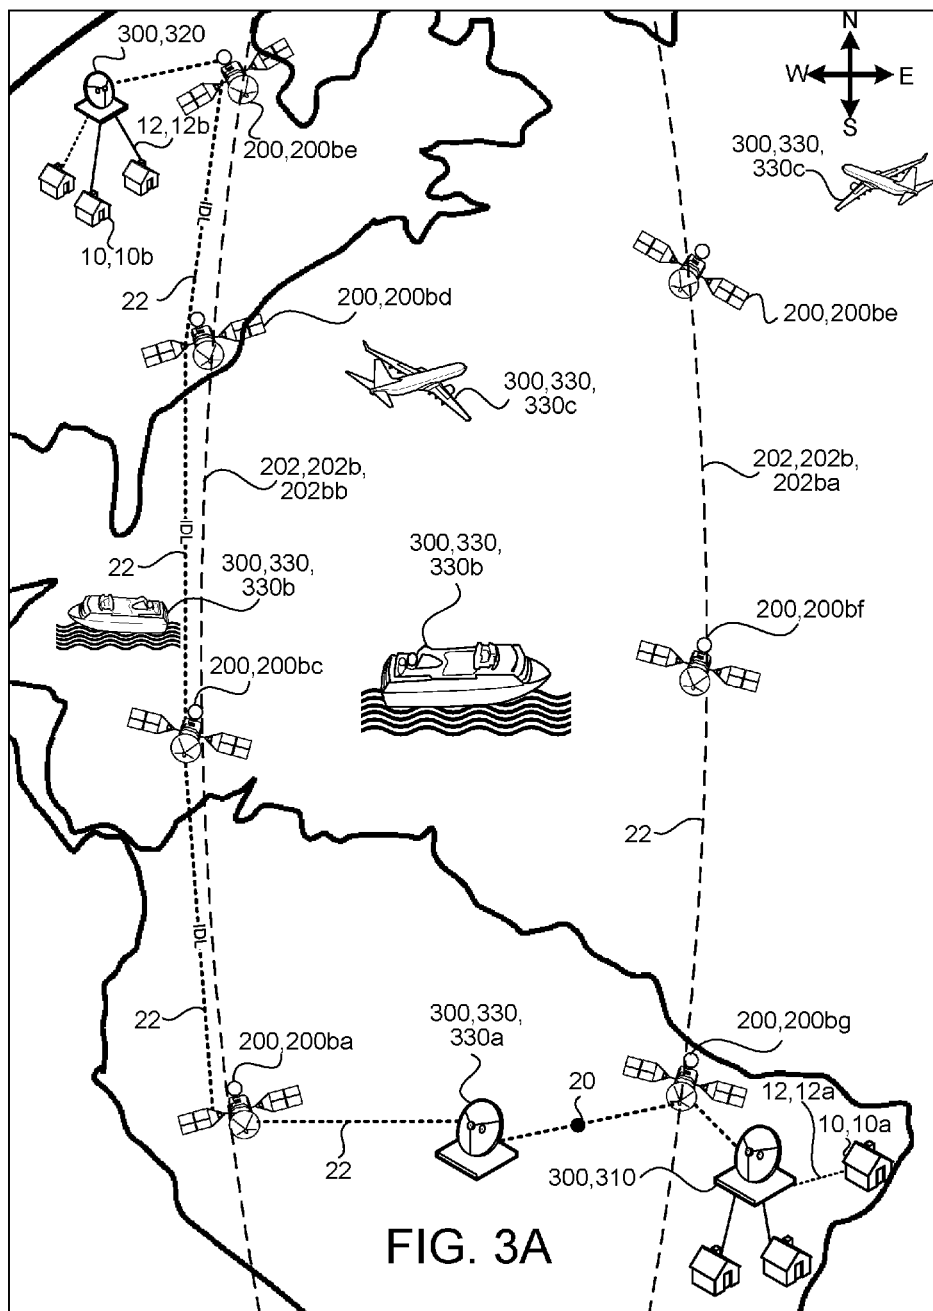 300,320
N
W
E
S
12,12b
200,200be
300,330,
330c
IDL
10,10b
22
200,200bd
200,200be
300,330,
330c
202,202b,
202bb
202,202b,
202ba
IDL
22
300,330,
330b
300,330,
330b
200,200bf
200,200bc
22
IDL
22
200,200ba
300,330,
330a
200,200bg
20
12,12a
10,10a
22
300,310
FIG. 3A